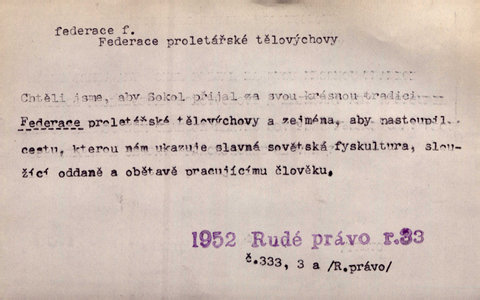 federace f.
Federace proletářské tělovýchovy
Chtěli jsme, aby Sokol přijal za svou krásnou tradici
Federace proletářské tělovýchovy a zejména, aby nastoupil
cestu, kterou nám ukazuje slavná sovětská fyskultura, slou-
žící oddaně a obětavě pracujícímu člověku.
1952 Rudé právo r.33
č.333, 3 a /R.právo/